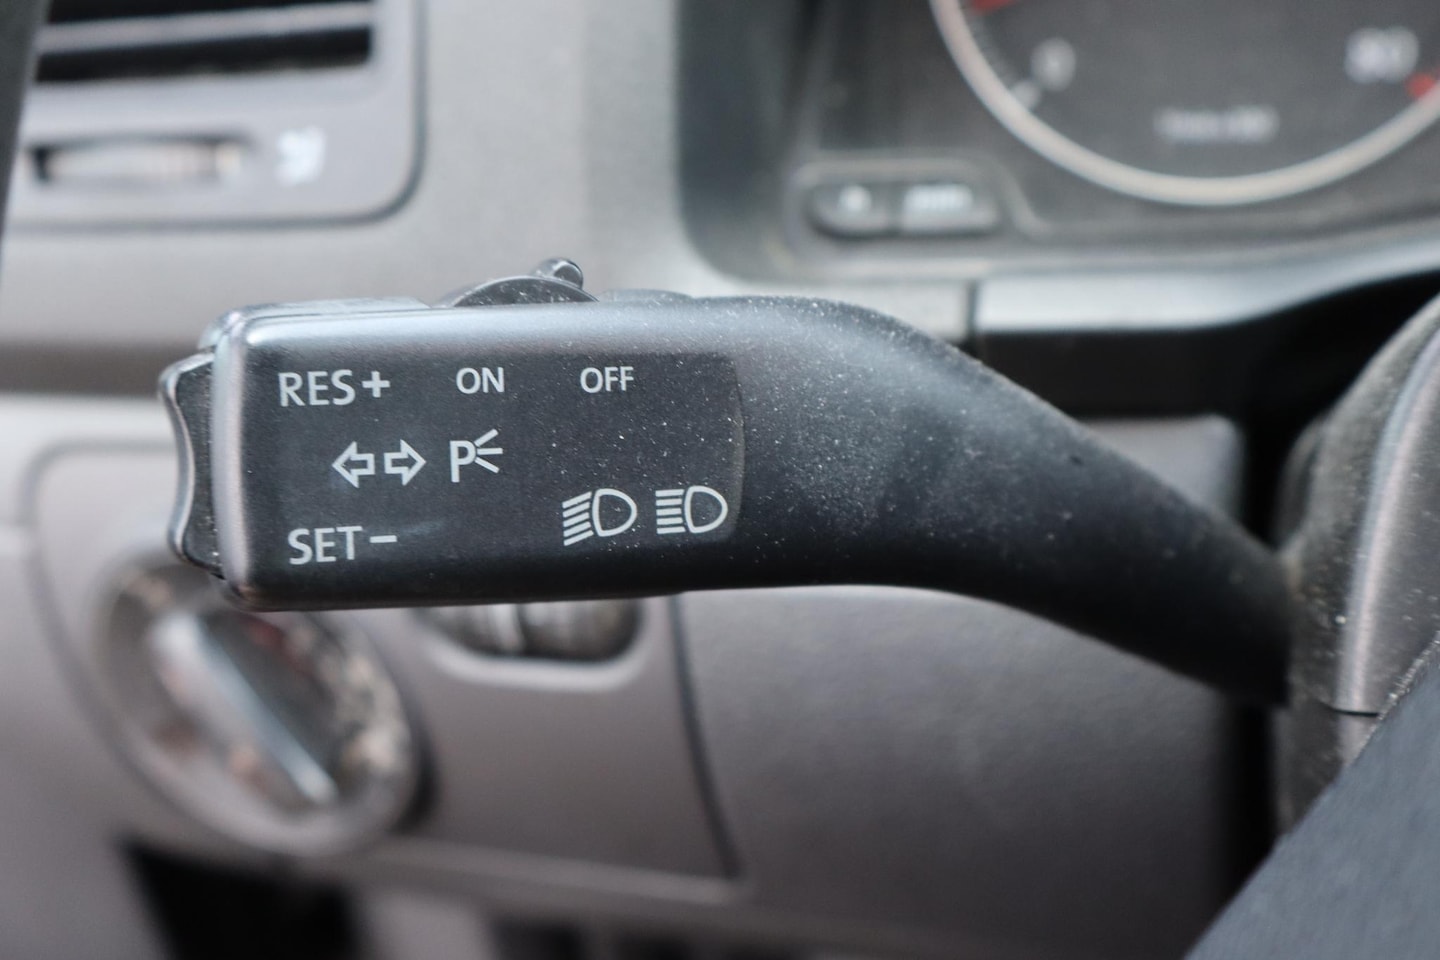 RES+ ON OFF
P
SET-